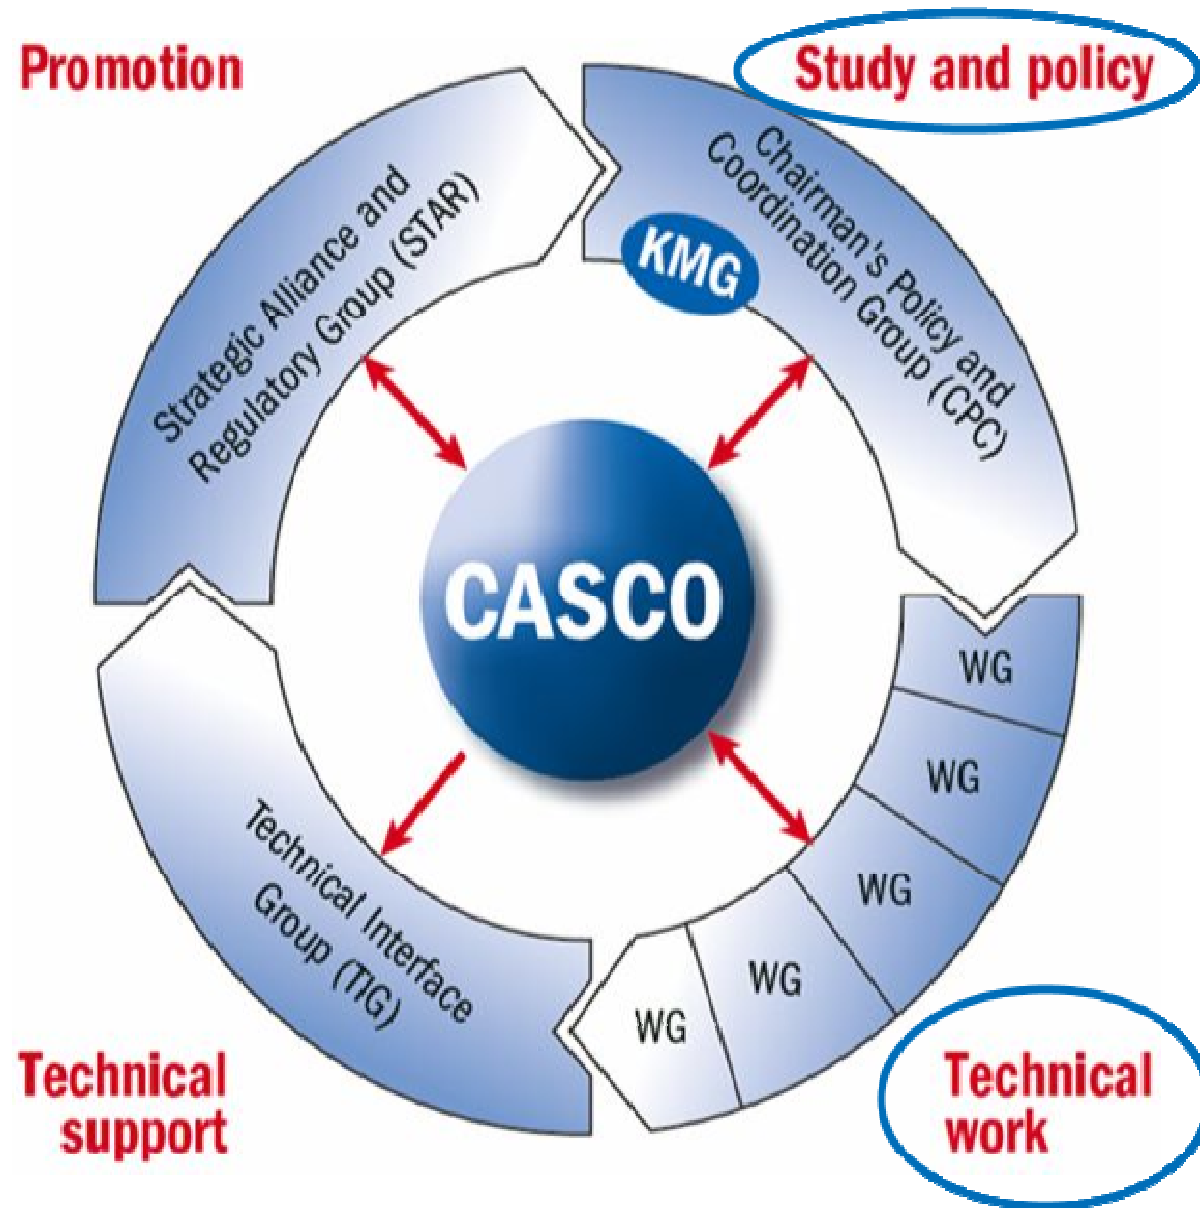 Promotion
Study and policy
Strategic Alliance and
Regulatory Group (STAR)
Chairman's Policy and
Coordination Group (CPC)
KMG
CASCO
WG
WG
WG
WG
WG
Technical Interface
Group (TIG)
Technical
support
Technical
work